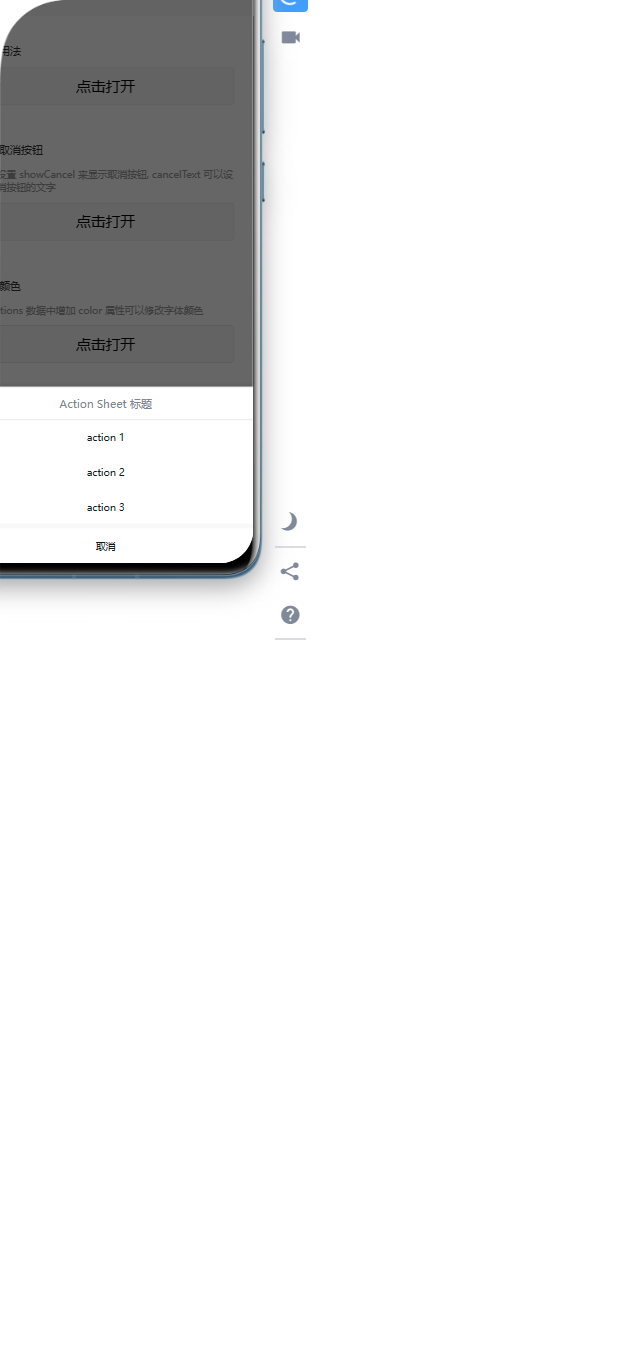 用法
点击打开
取消按钮
设置 showCancel 来显示取消按钮, cancelText 可以设
消按钮的文字
点击打开
颜色
tions 数据中增加 color 属性可以修改字体颜色
点击打开
Action Sheet 标题
action 1
action 2
action 3
取消